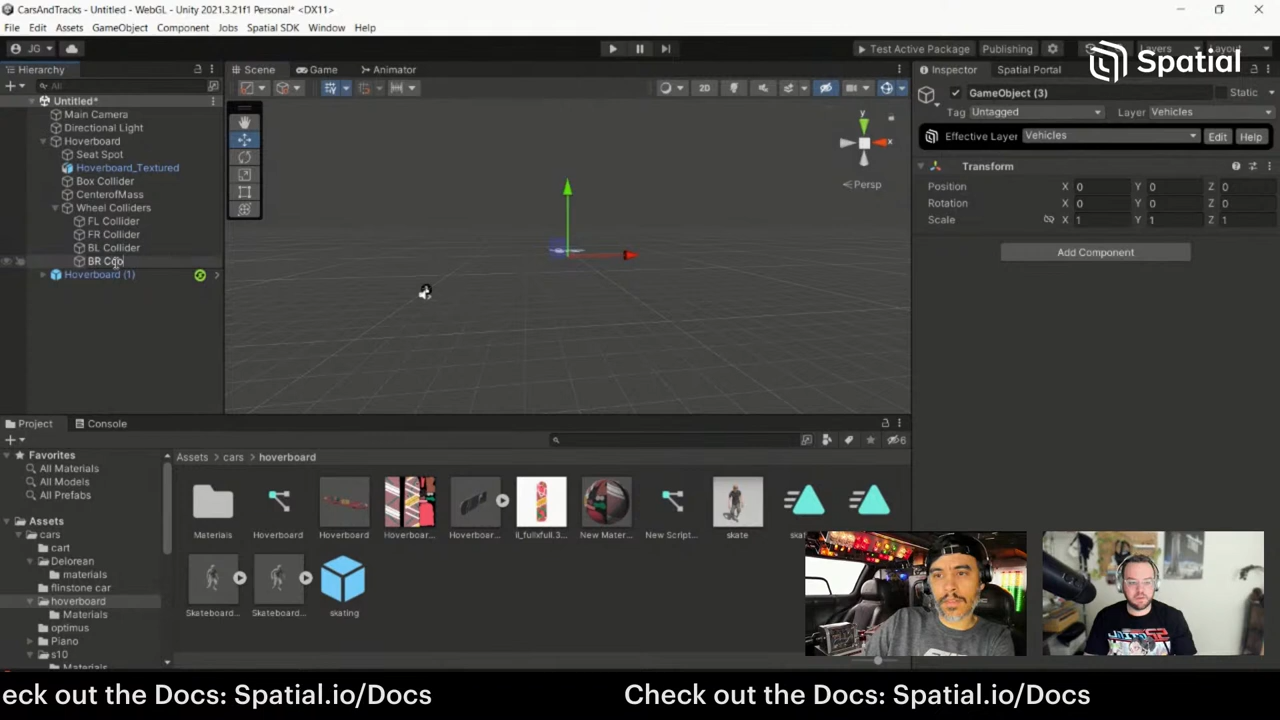 CarsAndTracks - Untitled - WebGL - Unity 2021.3.21f1 Personal* <DX11>
File Edit Assets GameObject Component Jobs Spatial SDK Window Help
JG
Test Active Package
Publishing
Layers
Layout
Spatial
Hierarchy
Scene
Game
Animator
Inspector
Spatial Portal
All
2D
Untitled*
Main Camera
Directional Light
Hoverboard
Seat Spot
Hoverboard_Textured
Box Collider
CenterofMass
Wheel Colliders
FL Collider
FR Collider
BL Collider
BR Coo
Hoverboard (1)
y
x
Persp
GameObject (3)
Static
Tag Untagged
Layer Vehicles
Effective Layer Vehicles Edit Help
Transform
Position X 0 Y 0 Z 0
Rotation X 0 Y 0 Z 0
Scale X 1 Y 1 Z 1
Add Component
Project
Console
6
Favorites
All Materials
All Models
All Prefabs
Assets
cars
cart
Delorean
materials
flinstone car
hoverboard
Materials
optimus
Piano
s10
Materials
Assets > cars > hoverboard
Materials
Hoverboard
Hoverboard
Hoverboar...
Hoverboar...
il_fullxfull.3...
New Mater...
New Script...
skate
Skateboard...
Skateboard...
skating
eck out the Docs: Spatial.io/Docs
Check out the Docs: Spatial.io/Docs